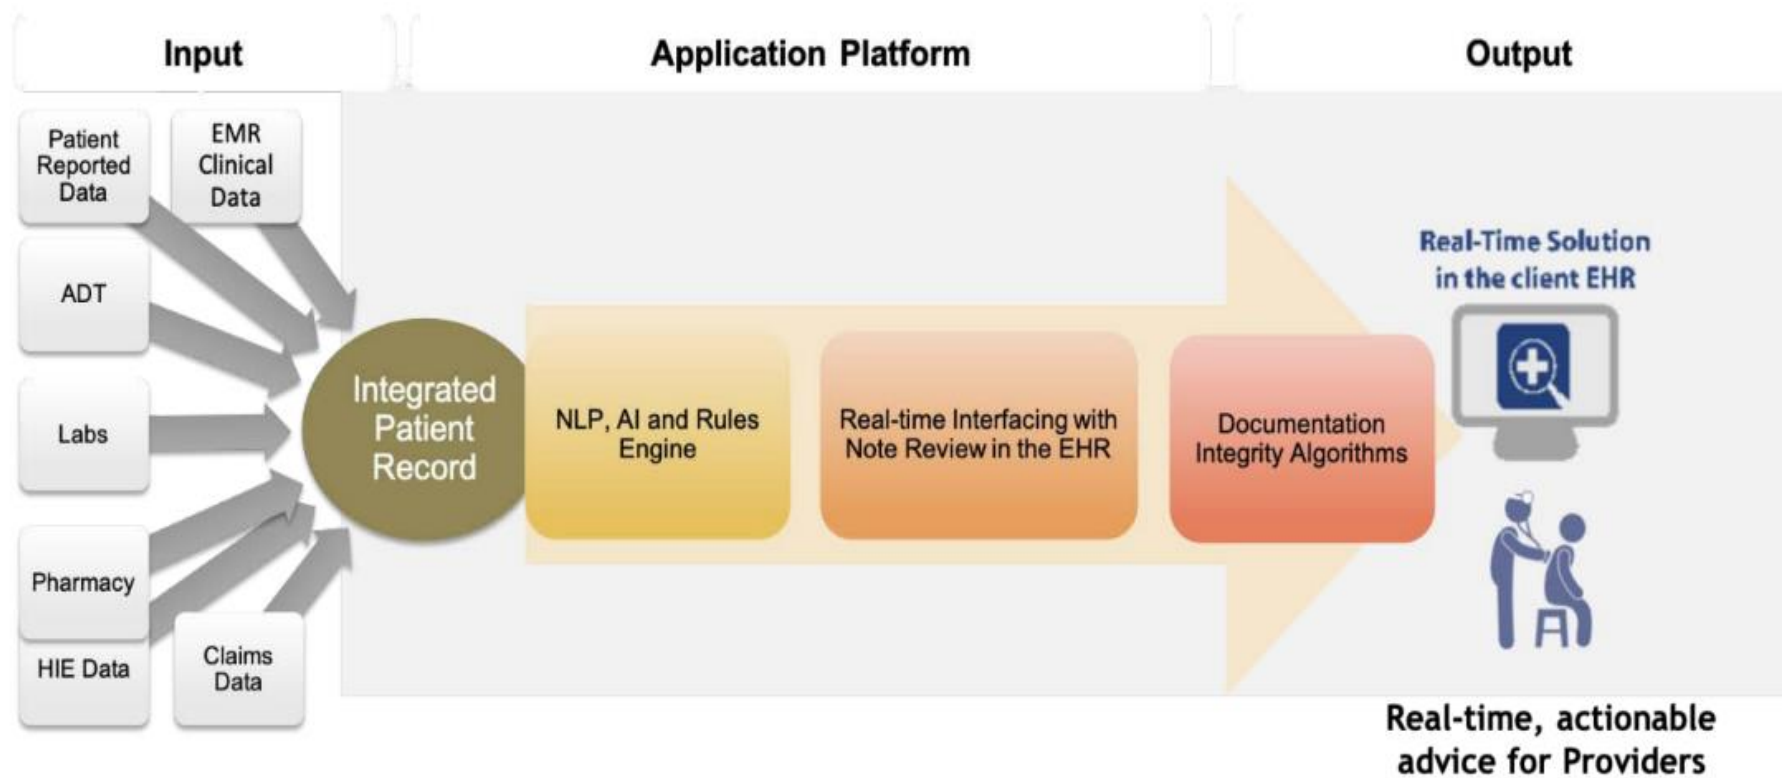 Input
Application Platform
Output
Patient
Reported
Data
EMR
Clinical
Data
ADT
Labs
Pharmacy
HIE Data
Claims
Data
Integrated
Patient
Record
NLP, AI and Rules
Engine
Real-time Interfacing with
Note Review in the EHR
Documentation
Integrity Algorithms
Real-Time Solution
in the client EHR
Real-time, actionable
advice for Providers